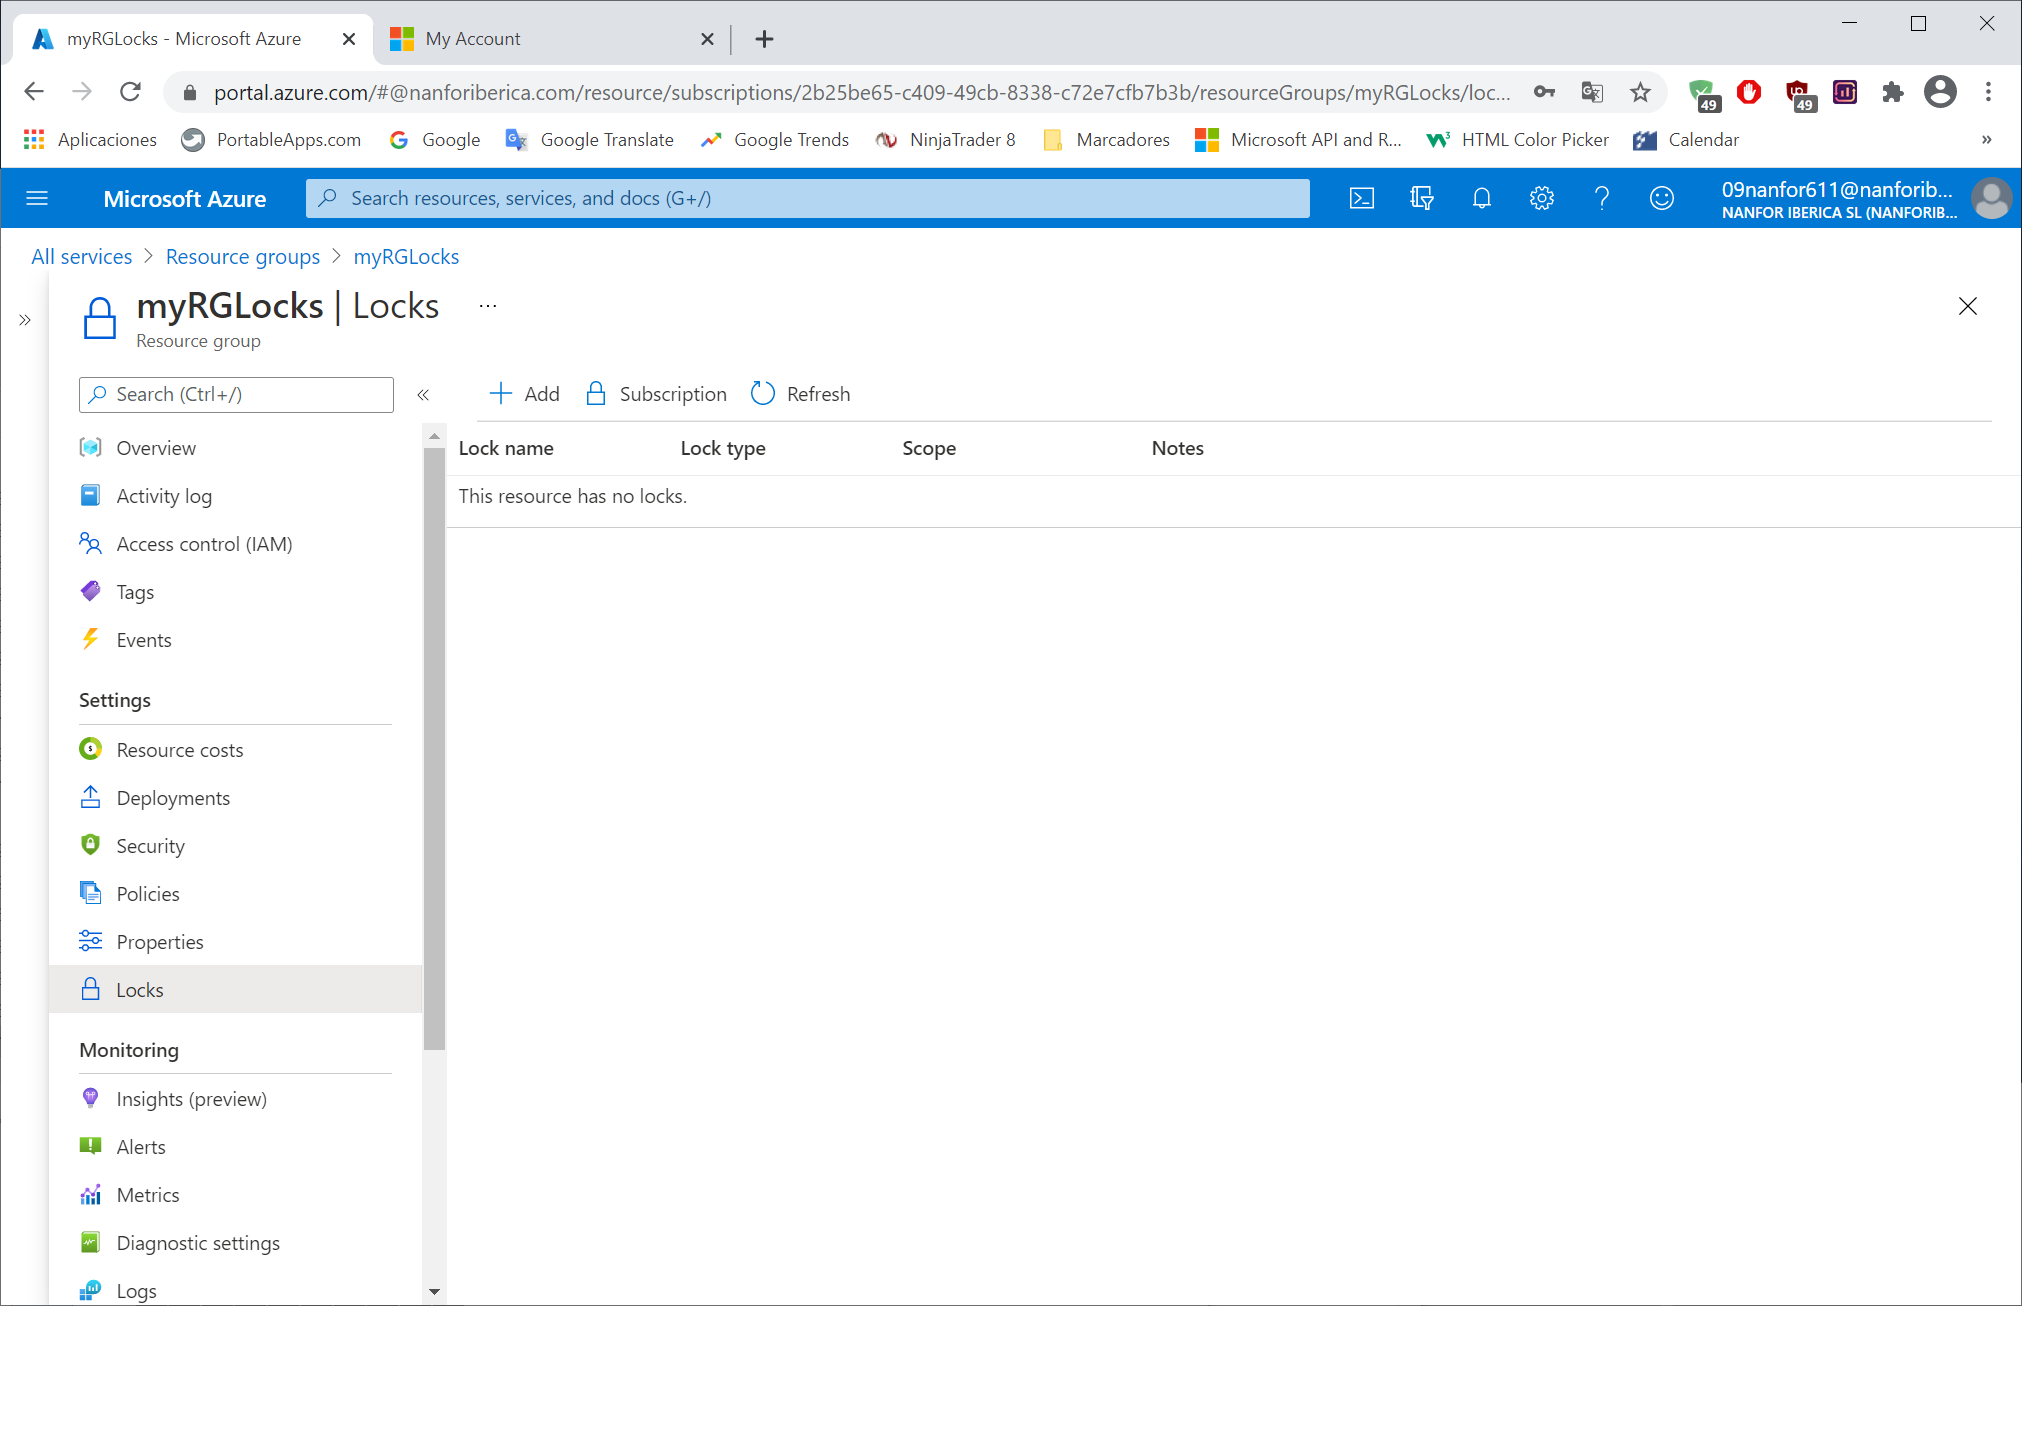 myRGLocks - Microsoft Azure
My Account
portal.azure.com/#@nanforiberica.com/resource/subscriptions/2b25be65-c409-49cb-8338-c72e7cfb7b3b/resourceGroups/myRGLocks/loc...
49
49
Aplicaciones
PortableApps.com
Google
Google Translate
Google Trends
NinjaTrader 8
Marcadores
Microsoft API and R...
HTML Color Picker
Calendar
»
Microsoft Azure
Search resources, services, and docs (G+/)
09nanfor611@nanforib...
NANFOR IBERICA SL (NANFORIB...
All services > Resource groups > myRGLocks
myRGLocks | Locks ...
Resource group
Search (Ctrl+/)
Add
Subscription
Refresh
Lock name
Lock type
Scope
Notes
This resource has no locks.
Overview
Activity log
Access control (IAM)
Tags
Events
Settings
Resource costs
Deployments
Security
Policies
Properties
Locks
Monitoring
Insights (preview)
Alerts
Metrics
Diagnostic settings
Logs